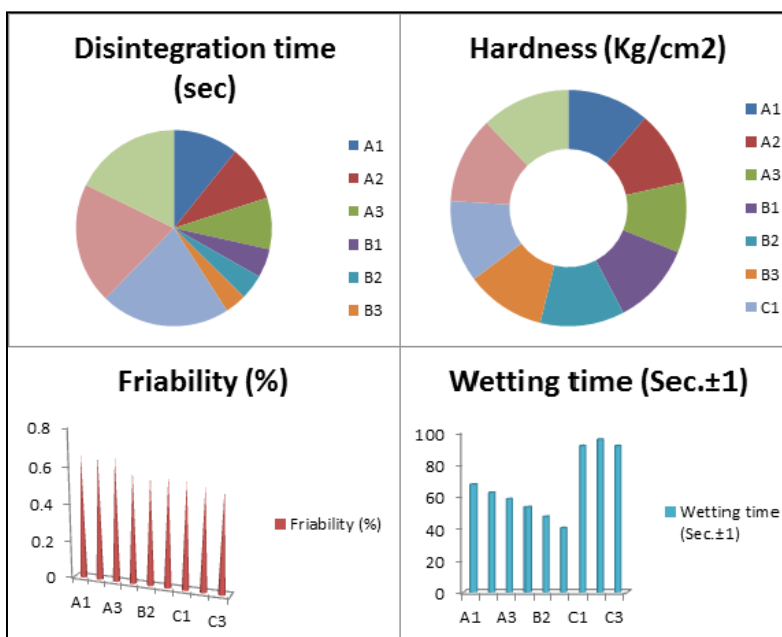 Disintegration time
(sec)
A1
A2
A3
B1
B2
B3
Hardness (Kg/cm2)
A1
A2
A3
B1
B2
B3
C1
Friability (%)
0.8
0.6
0.4
0.2
0
A1 A3 B2 C1 C3
Friability (%)
Wetting time (Sec.±1)
100
80
60
40
20
0
A1 A3 B2 C1 C3
Wetting time
(Sec.±1)